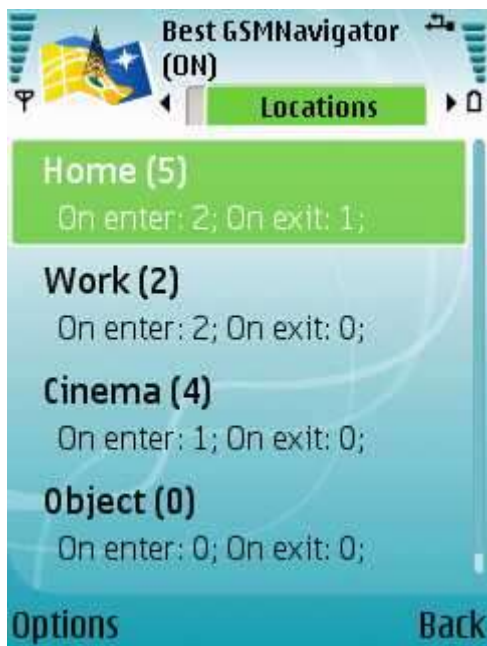 Best GSMNavigator
(ON)
Locations
Home (5)
On enter: 2; On exit: 1;
Work (2)
On enter: 2; On exit: 0;
Cinema (4)
On enter: 1; On exit: 0;
Object (0)
On enter: 0; On exit: 0;
Options Back